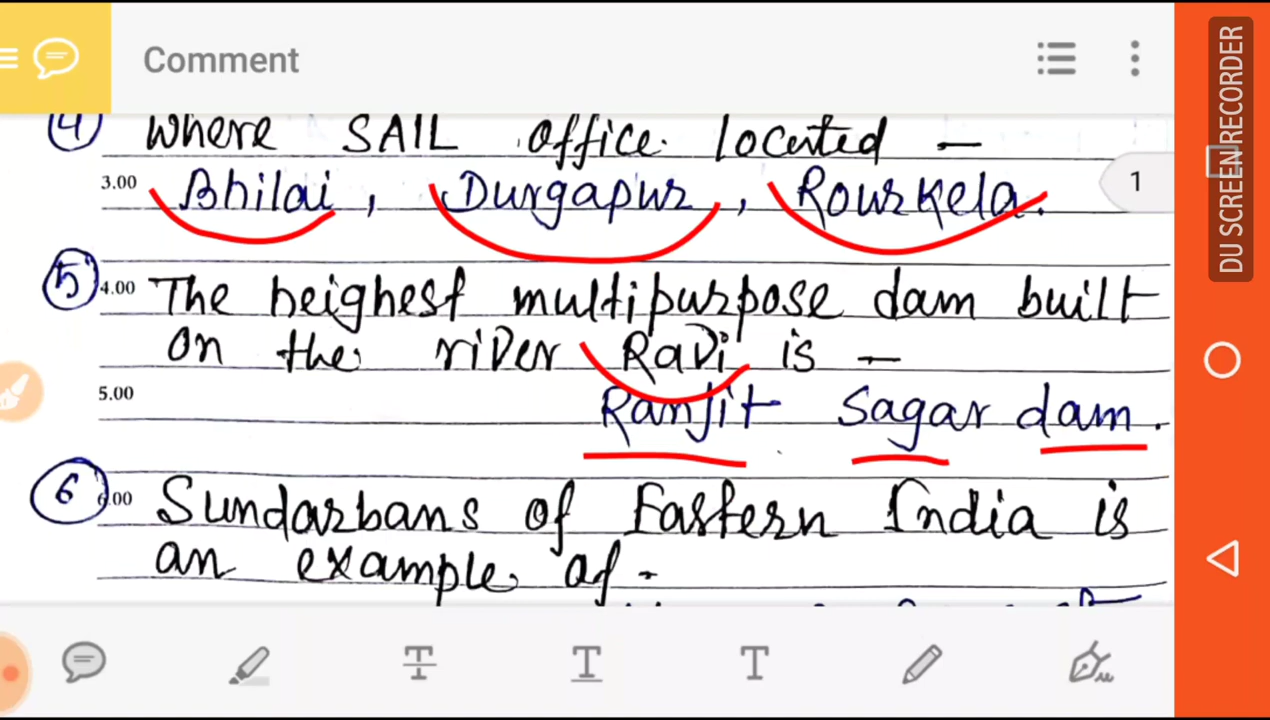 Comment
(4) Where SAIL office located -
3.00 Bhilai, Durgapur, Rourkela.
1
(5) 4.00 The heighest multipurpose dam built
on the river Ravi is -
5.00 Ranjit Sagar dam.
(6) 6.00 Sundarbans of Eastern India is
an example of -
T T T
DU SCREEN RECORDER